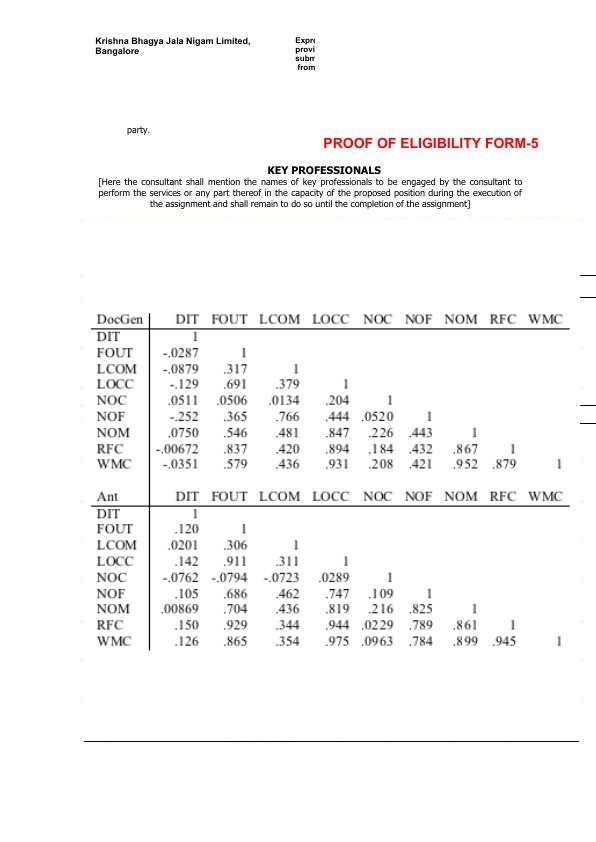 Krishna Bhagya Jala Nigam Limited,
Bangalore
Expre
provi
subm
from
party.
PROOF OF ELIGIBILITY FORM-5
KEY PROFESSIONALS
[Here the consultant shall mention the names of key professionals to be engaged by the consultant to
perform the services or any part thereof in the capacity of the proposed position during the execution of
the assignment and shall remain to do so until the completion of the assignment]
DocGen DIT FOUT LCOM LOCC NOC NOF NOM RFC WMC
DIT 1
FOUT -.0287 1
LCOM -.0879 .317 1
LOCC -.129 .691 .379 1
NOC .0511 .0506 .0134 .204 1
NOF -.252 .365 .766 .444 .0520 1
NOM .0750 .546 .481 .847 .226 .443 1
RFC -.00672 .837 .420 .894 .184 .432 .867 1
WMC -.0351 .579 .436 .931 .208 .421 .952 .879 1
Ant DIT FOUT LCOM LOCC NOC NOF NOM RFC WMC
DIT 1
FOUT .120 1
LCOM .0201 .306 1
LOCC .142 .911 .311 1
NOC -.0762 -.0794 -.0723 .0289 1
NOF .105 .686 .462 .747 .109 1
NOM .00869 .704 .436 .819 .216 .825 1
RFC .150 .929 .344 .944 .0229 .789 .861 1
WMC .126 .865 .354 .975 .0963 .784 .899 .945 1